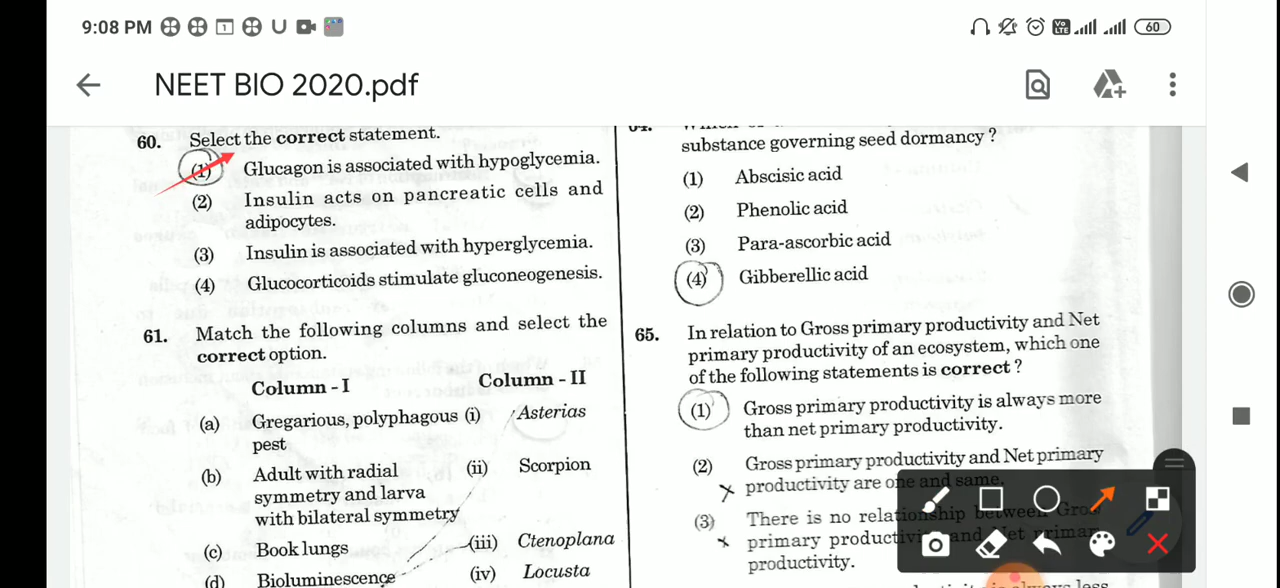 9:08 PM
60
NEET BIO 2020.pdf
60. Select the correct statement.
(1) Glucagon is associated with hypoglycemia.
(2) Insulin acts on pancreatic cells and
adipocytes.
(3) Insulin is associated with hyperglycemia.
(4) Glucocorticoids stimulate gluconeogenesis.
61. Match the following columns and select the
correct option.
Column - I Column - II
(a) Gregarious, polyphagous (i) Asterias
pest
(b) Adult with radial (ii) Scorpion
symmetry and larva
with bilateral symmetry
(c) Book lungs (iii) Ctenoplana
(d) Bioluminescence (iv) Locusta
substance governing seed dormancy ?
(1) Abscisic acid
(2) Phenolic acid
(3) Para-ascorbic acid
(4) Gibberellic acid
65. In relation to Gross primary productivity and Net
primary productivity of an ecosystem, which one
of the following statements is correct ?
(1) Gross primary productivity is always more
than net primary productivity.
(2) Gross primary productivity and Net primary
productivity are one and same.
(3) There is no relationship between Gro
primary productivi and Net primar
productivity.